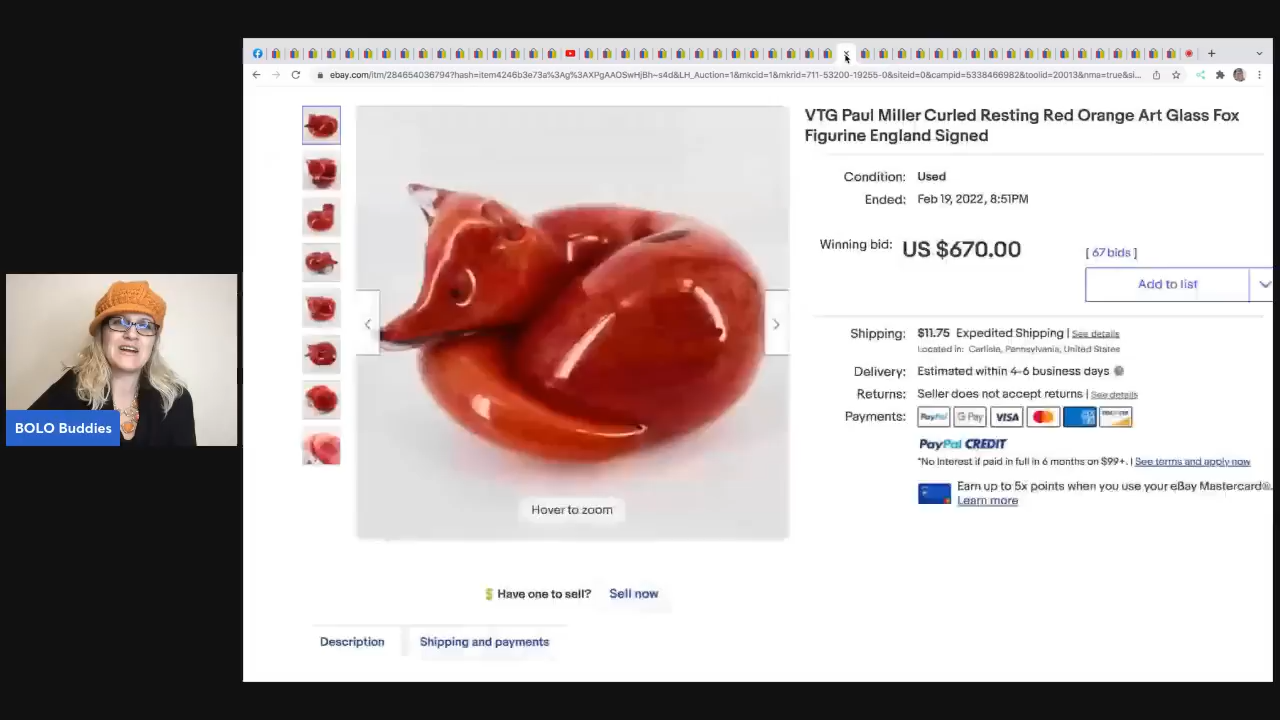 ebay.com/itm/284654036794?hash=item4246b3e73a%3Ag%3AXPgAAOSwHjBh~s4d&LH_Auction=1&mkcid=1&mkrid=711-53200-19255-0&siteid=0&campid=5338466982&toolid=20013&nma=true&si...
VTG Paul Miller Curled Resting Red Orange Art Glass Fox
Figurine England Signed
Condition: Used
Ended: Feb 19, 2022, 8:51PM
Winning bid: US $670.00 [ 67 bids ]
Add to list
Shipping: $11.75 Expedited Shipping | See details
Located in: Carlisle, Pennsylvania, United States
Delivery: Estimated within 4-6 business days
Returns: Seller does not accept returns | See details
Payments: PayPal G Pay VISA
PayPal CREDIT
*No Interest if paid in full in 6 months on $99+. | See terms and apply now
Earn up to 5x points when you use your eBay Mastercard®.
Learn more
Hover to zoom
Have one to sell? Sell now
Description Shipping and payments
BOLO Buddies